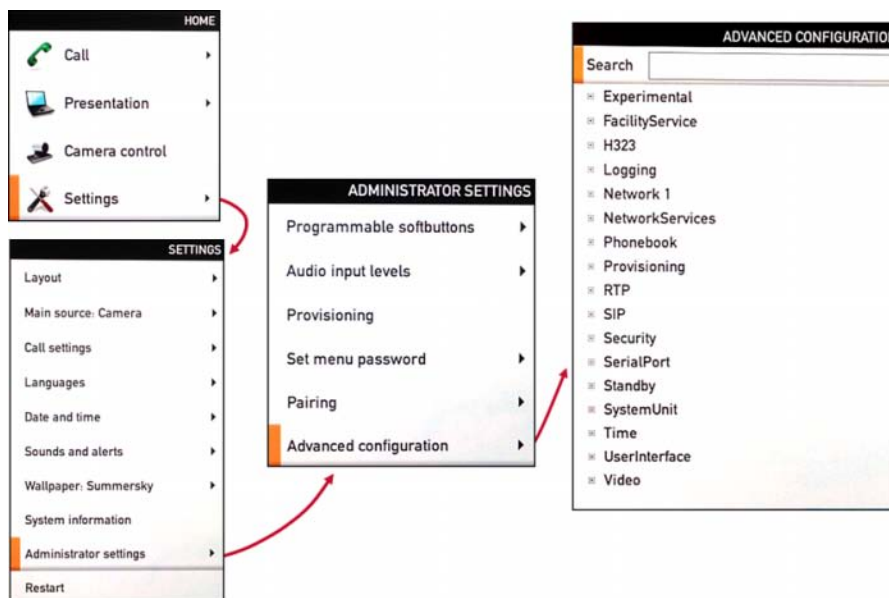 HOME
Call
Presentation
Camera control
Settings
SETTINGS
Layout
Main source: Camera
Call settings
Languages
Date and time
Sounds and alerts
Wallpaper: Summersky
System information
Administrator settings
Restart
ADMINISTRATOR SETTINGS
Programmable softbuttons
Audio input levels
Provisioning
Set menu password
Pairing
Advanced configuration
ADVANCED CONFIGURATION
Search
Experimental
FacilityService
H323
Logging
Network 1
NetworkServices
Phonebook
Provisioning
RTP
SIP
Security
SerialPort
Standby
SystemUnit
Time
UserInterface
Video